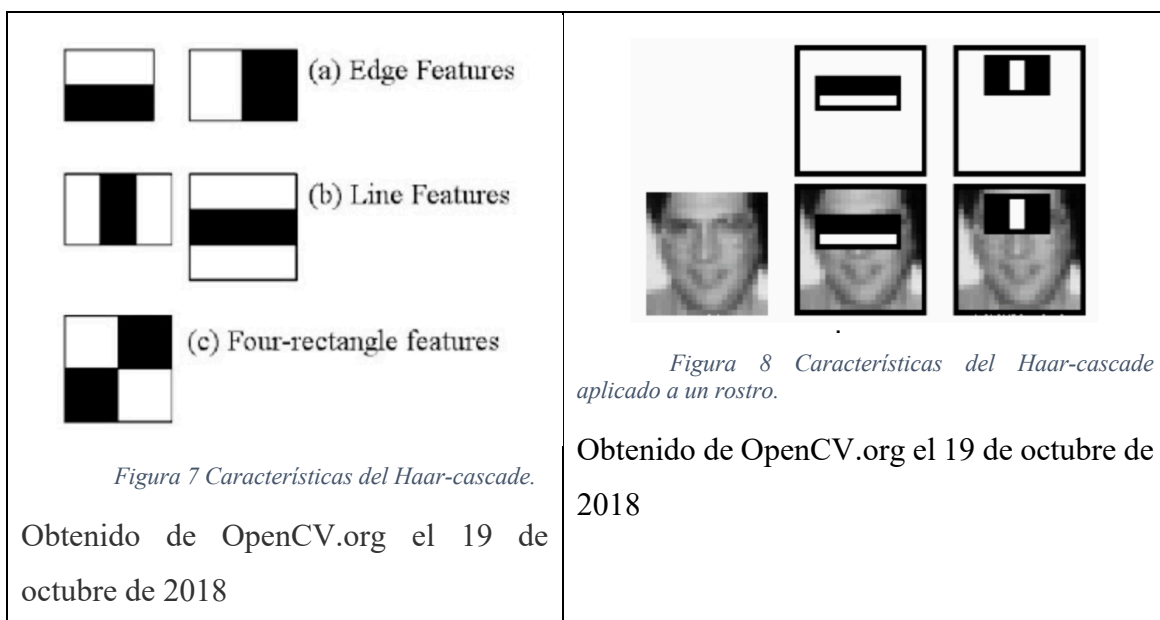 (a) Edge Features
(b) Line Features
(c) Four-rectangle features
Figura 7 Características del Haar-cascade.
Obtenido de OpenCV.org el 19 de
octubre de 2018
Figura 8 Características del Haar-cascade
aplicado a un rostro.
Obtenido de OpenCV.org el 19 de octubre de
2018